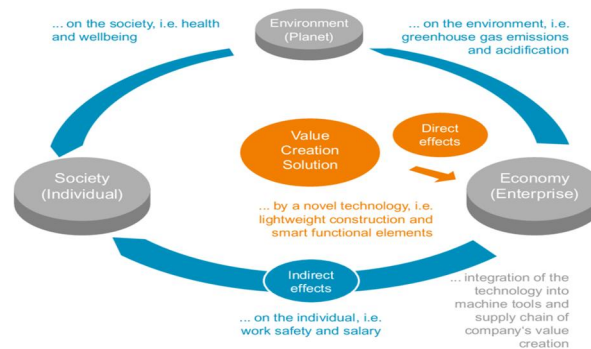 ... on the society, i.e. health
and wellbeing
Environment
(Planet)
... on the environment, i.e.
greenhouse gas emissions
and acidification
Value
Creation
Solution
Direct
effects
Society
(Individual)
Economy
(Enterprise)
... by a novel technology, i.e.
lightweight construction and
smart functional elements
Indirect
effects
... on the individual, i.e.
work safety and salary
... integration of the
technology into
machine tools and
supply chain of
company's value
creation